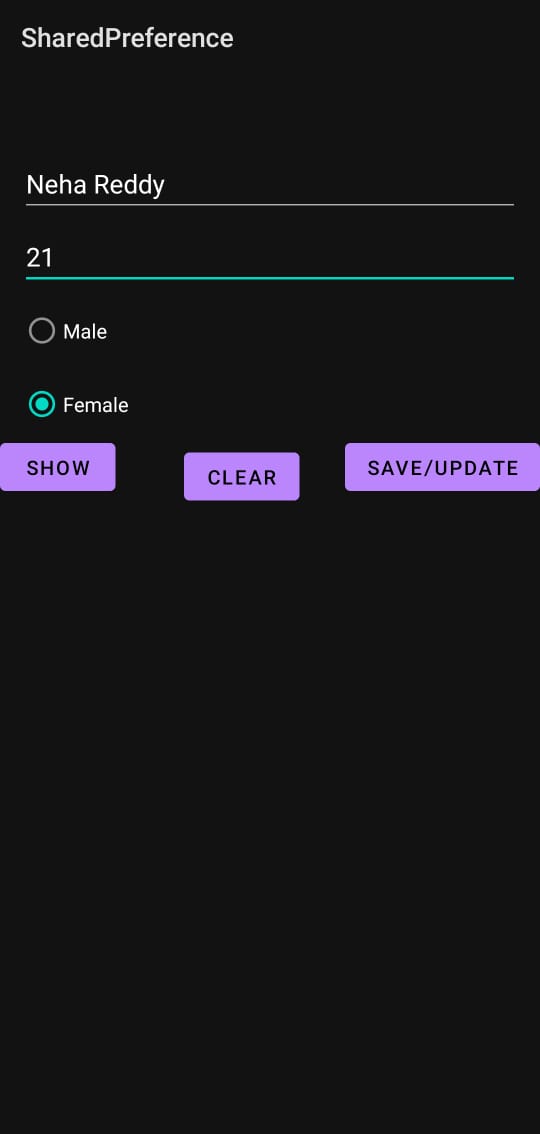 SharedPreference
Neha Reddy
21
Male
Female
SHOW
CLEAR
SAVE/UPDATE